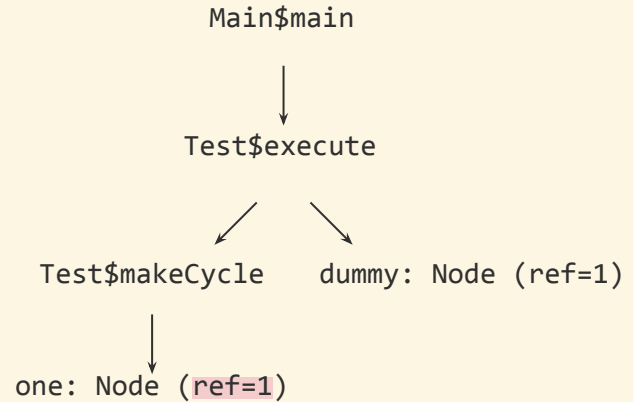 Main$main
Test$execute
Test$makeCycle dummy: Node (ref=1)
one: Node (ref=1)